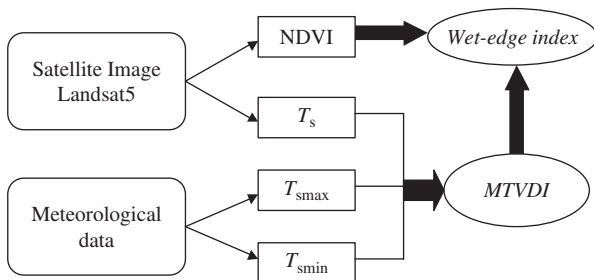 NDVI
Wet-edge index
Satellite Image
Landsat5
Ts
Tsmax
MTVDI
Meteorological
data
Tsmin